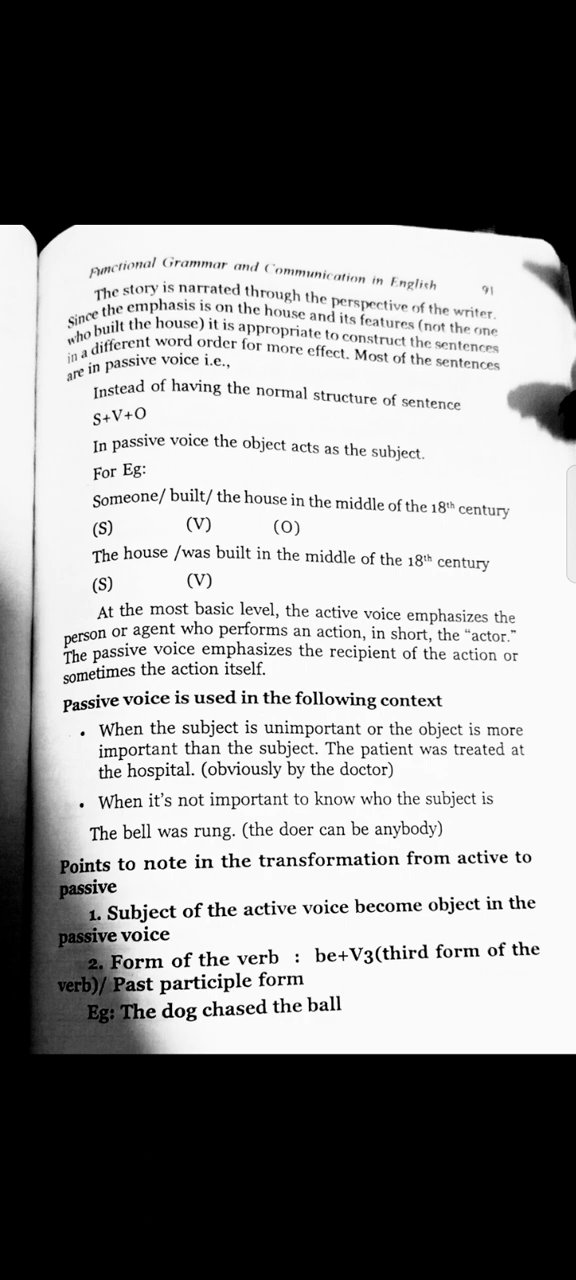 Functional Grammar and Communication in English 91
The story is narrated through the perspective of the writer.
Since the emphasis is on the house and its features (not the one
who built the house) it is appropriate to construct the sentences
in a different word order for more effect. Most of the sentences
are in passive voice i.e.,
Instead of having the normal structure of sentence
S+V+O
In passive voice the object acts as the subject.
For Eg:
Someone/ built/ the house in the middle of the 18th century
(S) (V) (O)
The house /was built in the middle of the 18th century
(S) (V)
At the most basic level, the active voice emphasizes the
person or agent who performs an action, in short, the “actor.”
The passive voice emphasizes the recipient of the action or
sometimes the action itself.
Passive voice is used in the following context
• When the subject is unimportant or the object is more
important than the subject. The patient was treated at
the hospital. (obviously by the doctor)
• When it’s not important to know who the subject is
The bell was rung. (the doer can be anybody)
Points to note in the transformation from active to
passive
1. Subject of the active voice become object in the
passive voice
2. Form of the verb : be+V3(third form of the
verb)/ Past participle form
Eg: The dog chased the ball